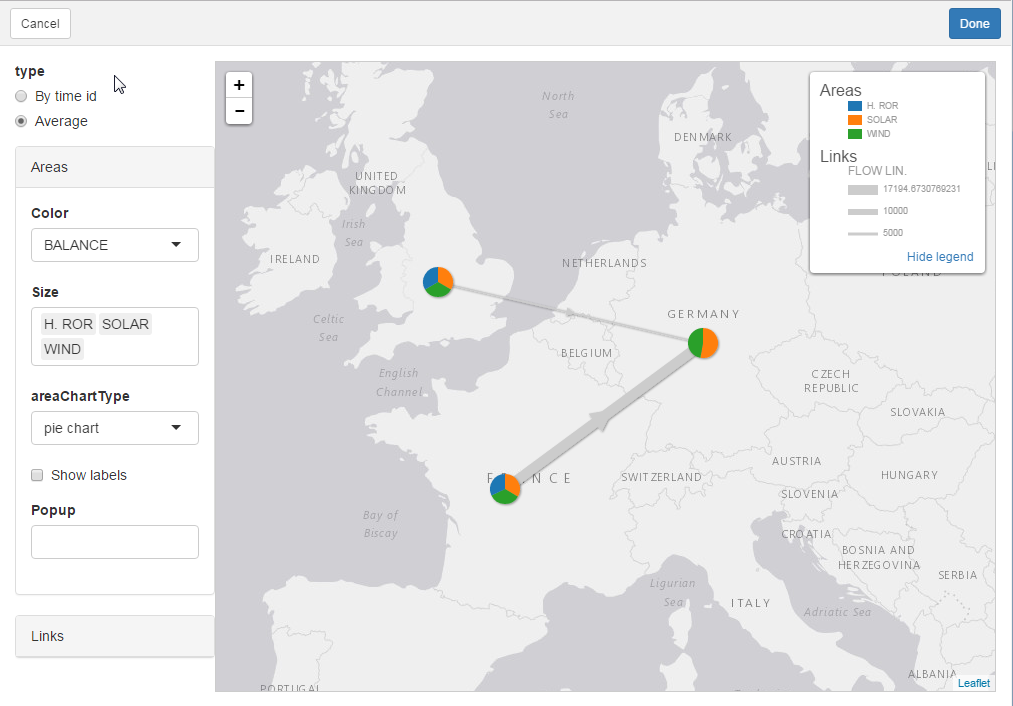 Cancel
Done
type
By time id
Average
Areas
Color
BALANCE
Size
H. ROR SOLAR
WIND
areaChartType
pie chart
Show labels
Popup
Links
+
−
North
Sea
DENMARK
UNITED
KINGDOM
Irish
Sea
IRELAND
NETHERLANDS
POLAND
Celtic
Sea
GERMANY
BELGIUM
English
Channel
CZECH
REPUBLIC
SLOVAKIA
AUSTRIA
FRANCE
SWITZERLAND
HUNGARY
SLOVENIA
Bay of
Biscay
CROATIA
BOSNIA AND
HERZEGOVINA
SERBIA
Ligurian
Sea
ITALY
Adriatic Sea
ALBANIA
PORTUGAL
Areas
H. ROR
SOLAR
WIND
Links
FLOW LIN.
17194.6730769231
10000
5000
Hide legend
Leaflet